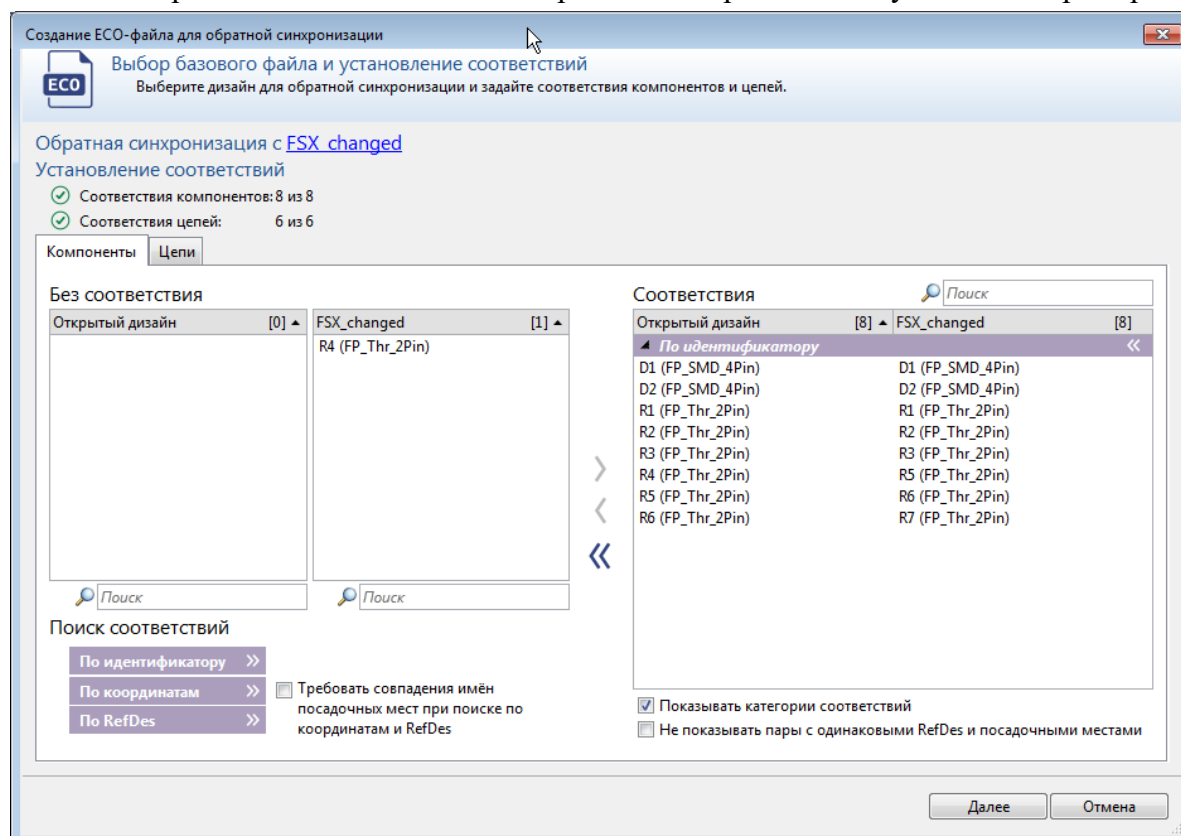 Создание ECO-файла для обратной синхронизации
ECO
Выбор базового файла и установление соответствий
Выберите дизайн для обратной синхронизации и задайте соответствия компонентов и цепей.
Обратная синхронизация с FSX_changed
Установление соответствий
Соответствия компонентов: 8 из 8
Соответствия цепей: 6 из 6
Компоненты Цепи
Без соответствия
Открытый дизайн [0] FSX_changed [1]
R4 (FP_Thr_2Pin)
Поиск Поиск
Соответствия Поиск
Открытый дизайн [8] FSX_changed [8]
По идентификатору
D1 (FP_SMD_4Pin) D1 (FP_SMD_4Pin)
D2 (FP_SMD_4Pin) D2 (FP_SMD_4Pin)
R1 (FP_Thr_2Pin) R1 (FP_Thr_2Pin)
R2 (FP_Thr_2Pin) R2 (FP_Thr_2Pin)
R3 (FP_Thr_2Pin) R3 (FP_Thr_2Pin)
R4 (FP_Thr_2Pin) R5 (FP_Thr_2Pin)
R5 (FP_Thr_2Pin) R6 (FP_Thr_2Pin)
R6 (FP_Thr_2Pin) R7 (FP_Thr_2Pin)
Поиск соответствий
По идентификатору
По координатам
По RefDes
Требовать совпадения имён
посадочных мест при поиске по
координатам и RefDes
Показывать категории соответствий
Не показывать пары с одинаковыми RefDes и посадочными местами
Далее Отмена